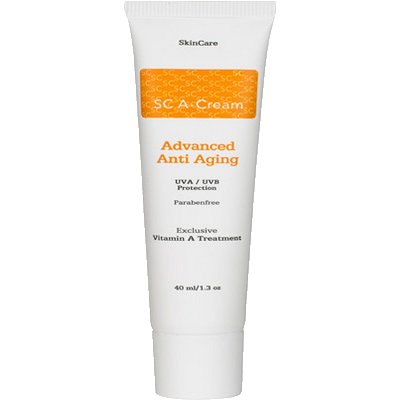 SkinCare
SC A-Cream
Advanced
Anti Aging
UVA / UVB
Protection
Parabenfree
Exclusive
Vitamin A Treatment
40 ml/1.3 oz